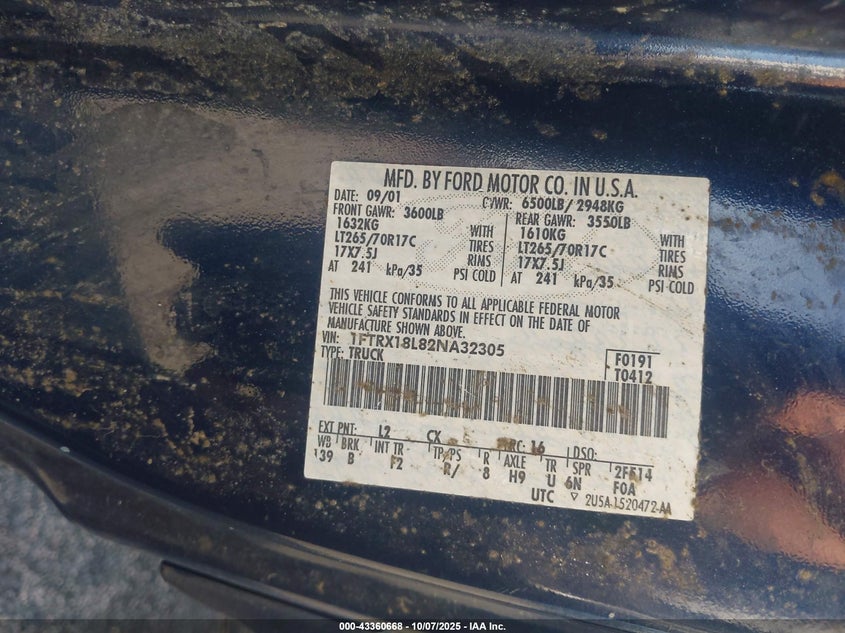 MFD. BY FORD MOTOR CO. IN U.S.A.
DATE: 09/01 GVWR: 6500LB/ 2948KG
FRONT GAWR: 3600LB REAR GAWR: 3550LB
1632KG WITH 1610KG WITH
LT265/70R17C TIRES LT265/70R17C TIRES
17X7.5J RIMS 17X7.5J RIMS
AT 241 kPa/35 PSI COLD AT 241 kPa/35 PSI COLD
THIS VEHICLE CONFORMS TO ALL APPLICABLE FEDERAL MOTOR
VEHICLE SAFETY STANDARDS IN EFFECT ON THE DATE OF
MANUFACTURE SHOWN ABOVE.
VIN: 1FTRX18L82NA32305 F0191
TYPE: TRUCK T0412
EXT PNT: L2 CX RC: 16 DSO:
WB BRK INT TR TP/PS R AXLE TR SPR 2FF14
139 B F2 R/ 8 H9 U 6N F0A
UTC ▽ 2U5A-1520472-AA
000-43360668 - 10/07/2025 - IAA Inc.